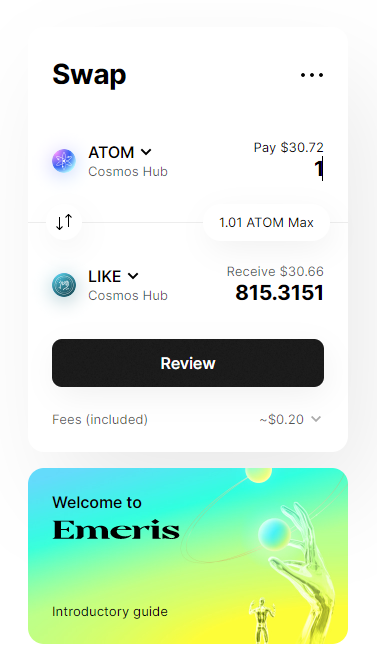 Swap
ATOM
Pay $30.72
Cosmos Hub
1
1.01 ATOM Max
LIKE
Receive $30.66
Cosmos Hub
815.3151
Review
Fees (included)
~$0.20
Welcome to
Emeris
Introductory guide